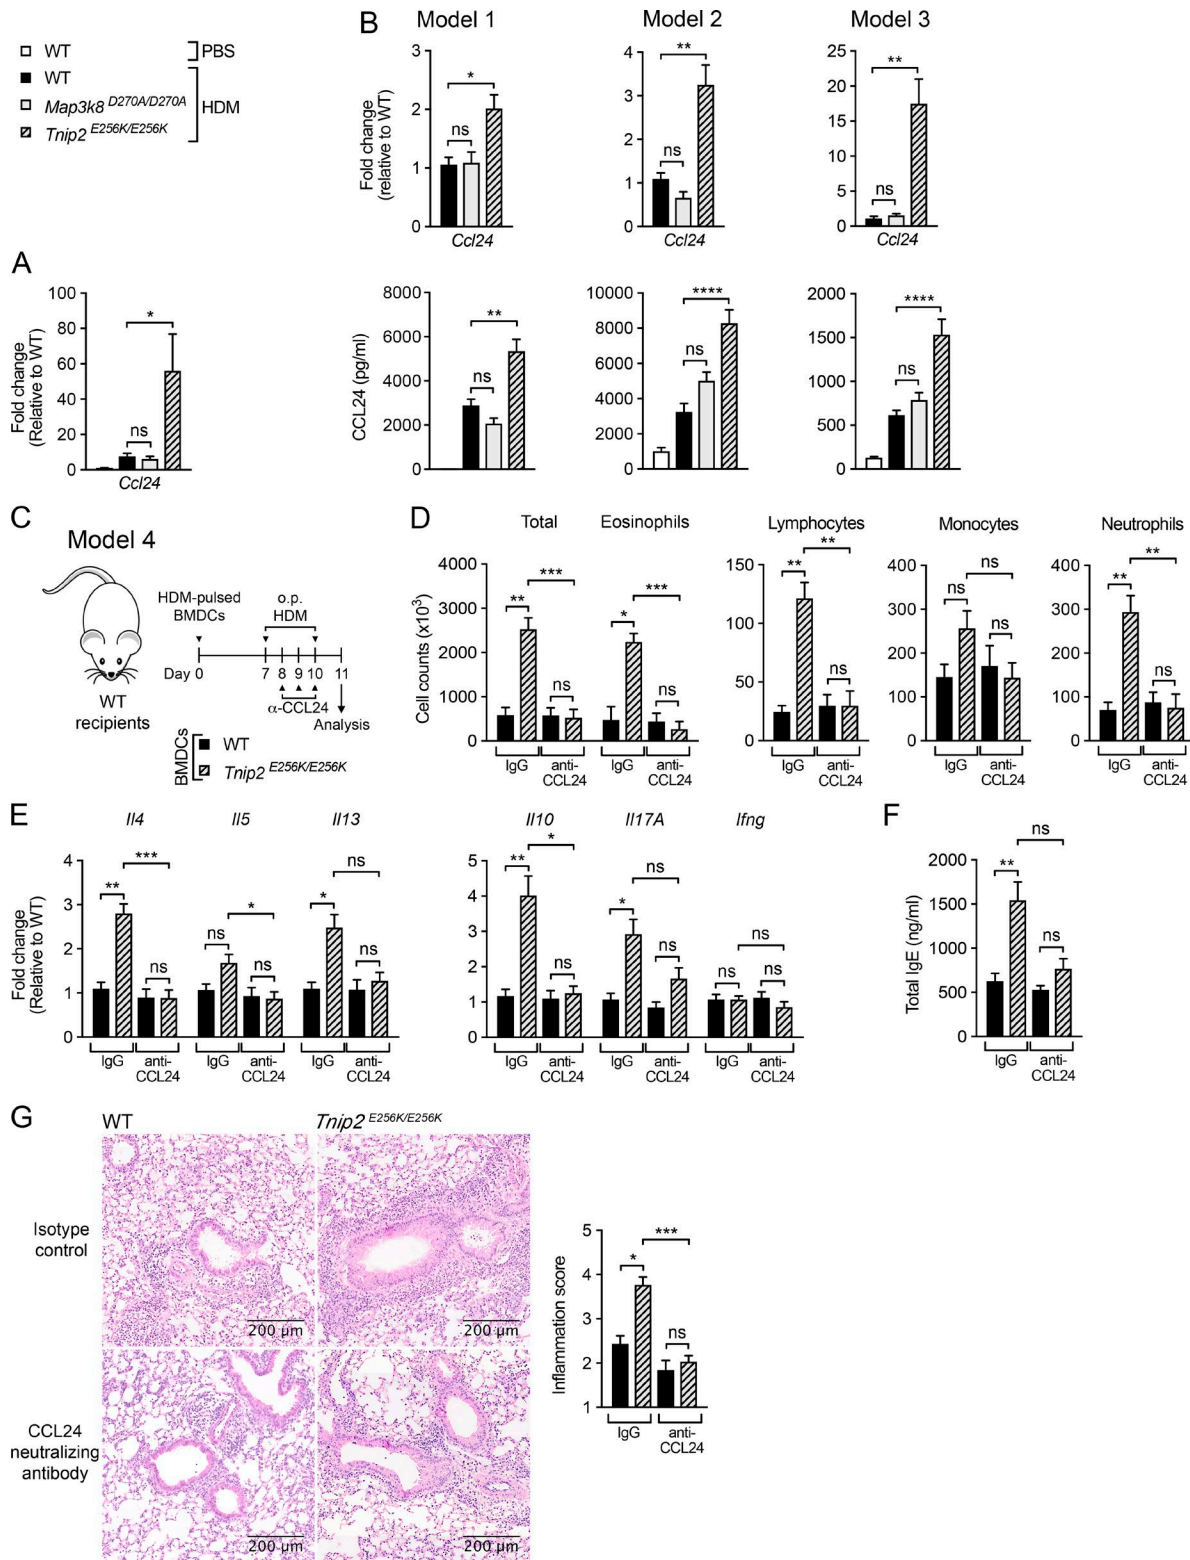 WT
PBS
WT
Map3k8 D270A/D270A
HDM
Tnip2 E256K/E256K
B
Model 1
Model 2
Model 3
Fold change
(relative to WT)
3
2
1
0
*
ns
Ccl24
4
3
2
1
0
**
ns
Ccl24
25
20
15
10
5
0
**
ns
Ccl24
A
Fold change
(Relative to WT)
100
80
60
40
20
0
*
ns
Ccl24
CCL24 (pg/ml)
8000
6000
4000
2000
0
**
ns
10000
8000
6000
4000
2000
0
****
ns
2000
1500
1000
500
0
****
ns
C
Model 4
HDM-pulsed
BMDCs
o.p.
HDM
Day 0 7 8 9 10 11
α-CCL24
Analysis
WT
recipients
BMDCs
WT
Tnip2 E256K/E256K
D
Total
Eosinophils
Lymphocytes
Monocytes
Neutrophils
Cell counts (x10³)
4000
3000
2000
1000
0
**
***
ns
*
***
ns
IgG
anti-
CCL24
IgG
anti-
CCL24
150
100
50
0
**
**
ns
IgG
anti-
CCL24
400
300
200
100
0
ns
ns
ns
IgG
anti-
CCL24
400
300
200
100
0
**
**
ns
IgG
anti-
CCL24
E
Il4
Il5
Il13
Fold change
(Relative to WT)
4
3
2
1
0
**
***
ns
ns
*
ns
*
ns
ns
IgG
anti-
CCL24
IgG
anti-
CCL24
IgG
anti-
CCL24
Il10
Il17A
Ifng
5
4
3
2
1
0
**
*
ns
*
ns
ns
ns
ns
ns
IgG
anti-
CCL24
IgG
anti-
CCL24
IgG
anti-
CCL24
F
Total IgE (ng/ml)
2000
1500
1000
500
0
**
ns
ns
IgG
anti-
CCL24
G
WT
Tnip2 E256K/E256K
Isotype
control
200 µm
200 µm
CCL24
neutralizing
antibody
200 µm
200 µm
Inflammation score
5
4
3
2
1
*
***
ns
IgG
anti-
CCL24